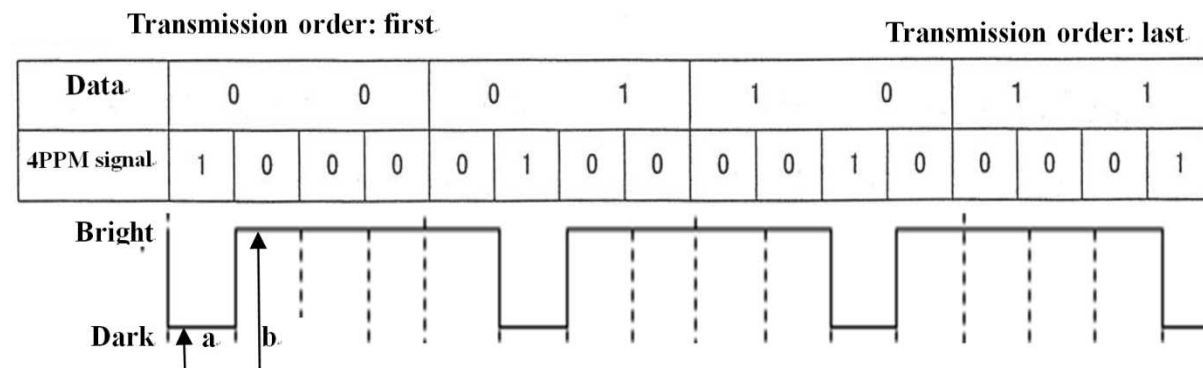 Transmission order: first
Transmission order: last
Data 0 0 0 1 1 0 1 1
4PPM signal 1 0 0 0 0 1 0 0 0 0 1 0 0 0 0 1
Bright
Dark a b